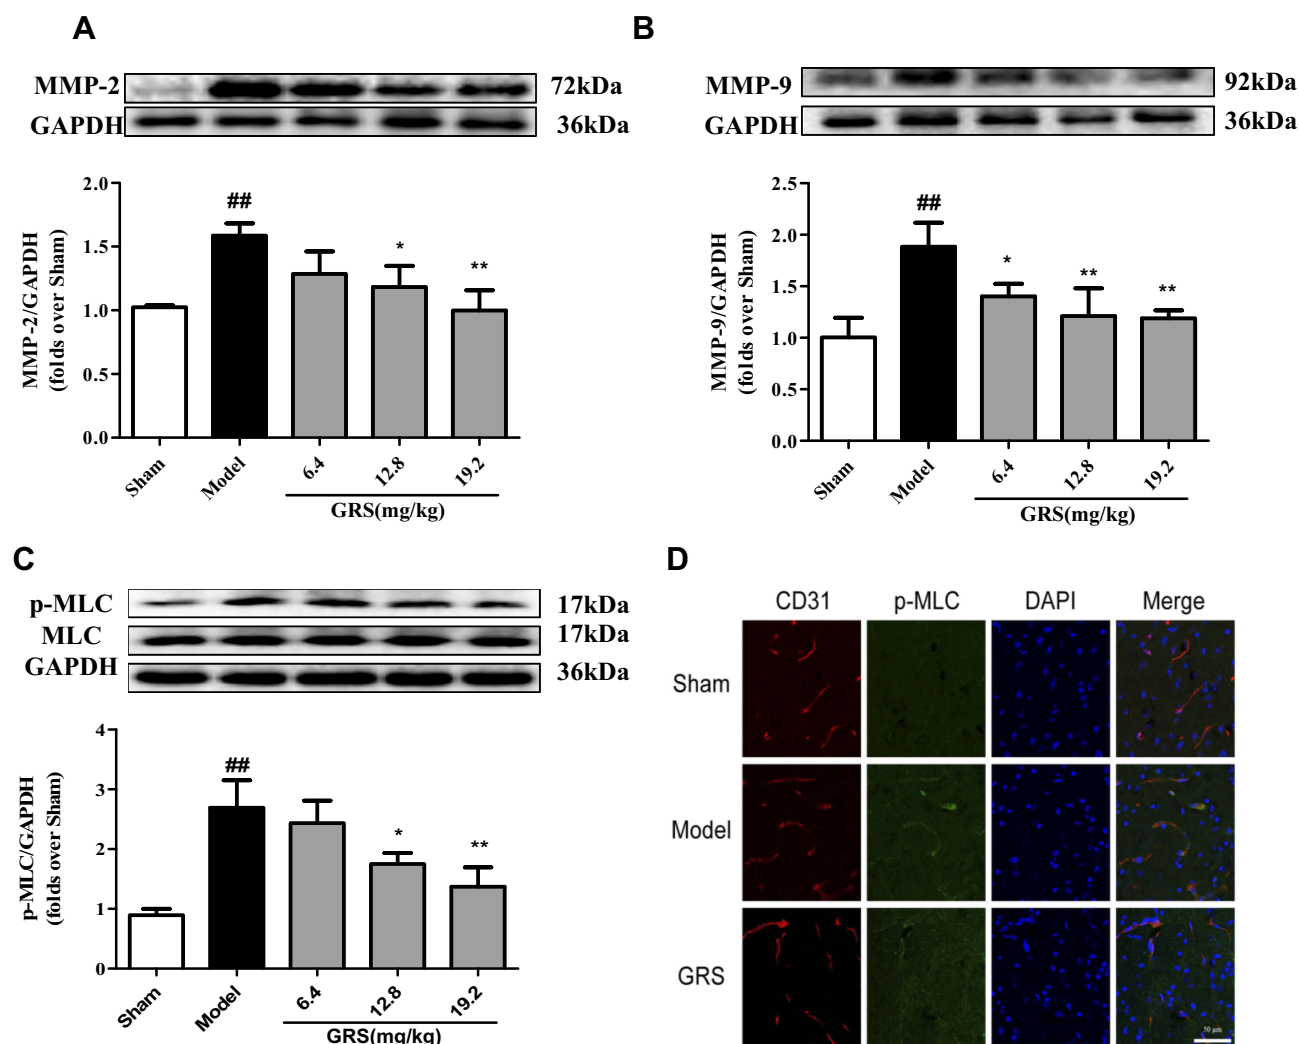 A
MMP-2
72kDa
GAPDH
36kDa
MMP-2/GAPDH
(folds over Sham)
2.0
1.5
1.0
0.5
0.0
##
*
**
Sham
Model
6.4
12.8
19.2
GRS(mg/kg)
B
MMP-9
92kDa
GAPDH
36kDa
MMP-9/GAPDH
(folds over Sham)
2.5
2.0
1.5
1.0
0.5
0.0
##
*
**
**
Sham
Model
6.4
12.8
19.2
GRS(mg/kg)
C
p-MLC
17kDa
MLC
17kDa
GAPDH
36kDa
p-MLC/GAPDH
(folds over Sham)
4
3
2
1
0
##
*
**
Sham
Model
6.4
12.8
19.2
GRS(mg/kg)
D
CD31
p-MLC
DAPI
Merge
Sham
Model
GRS
50 μm